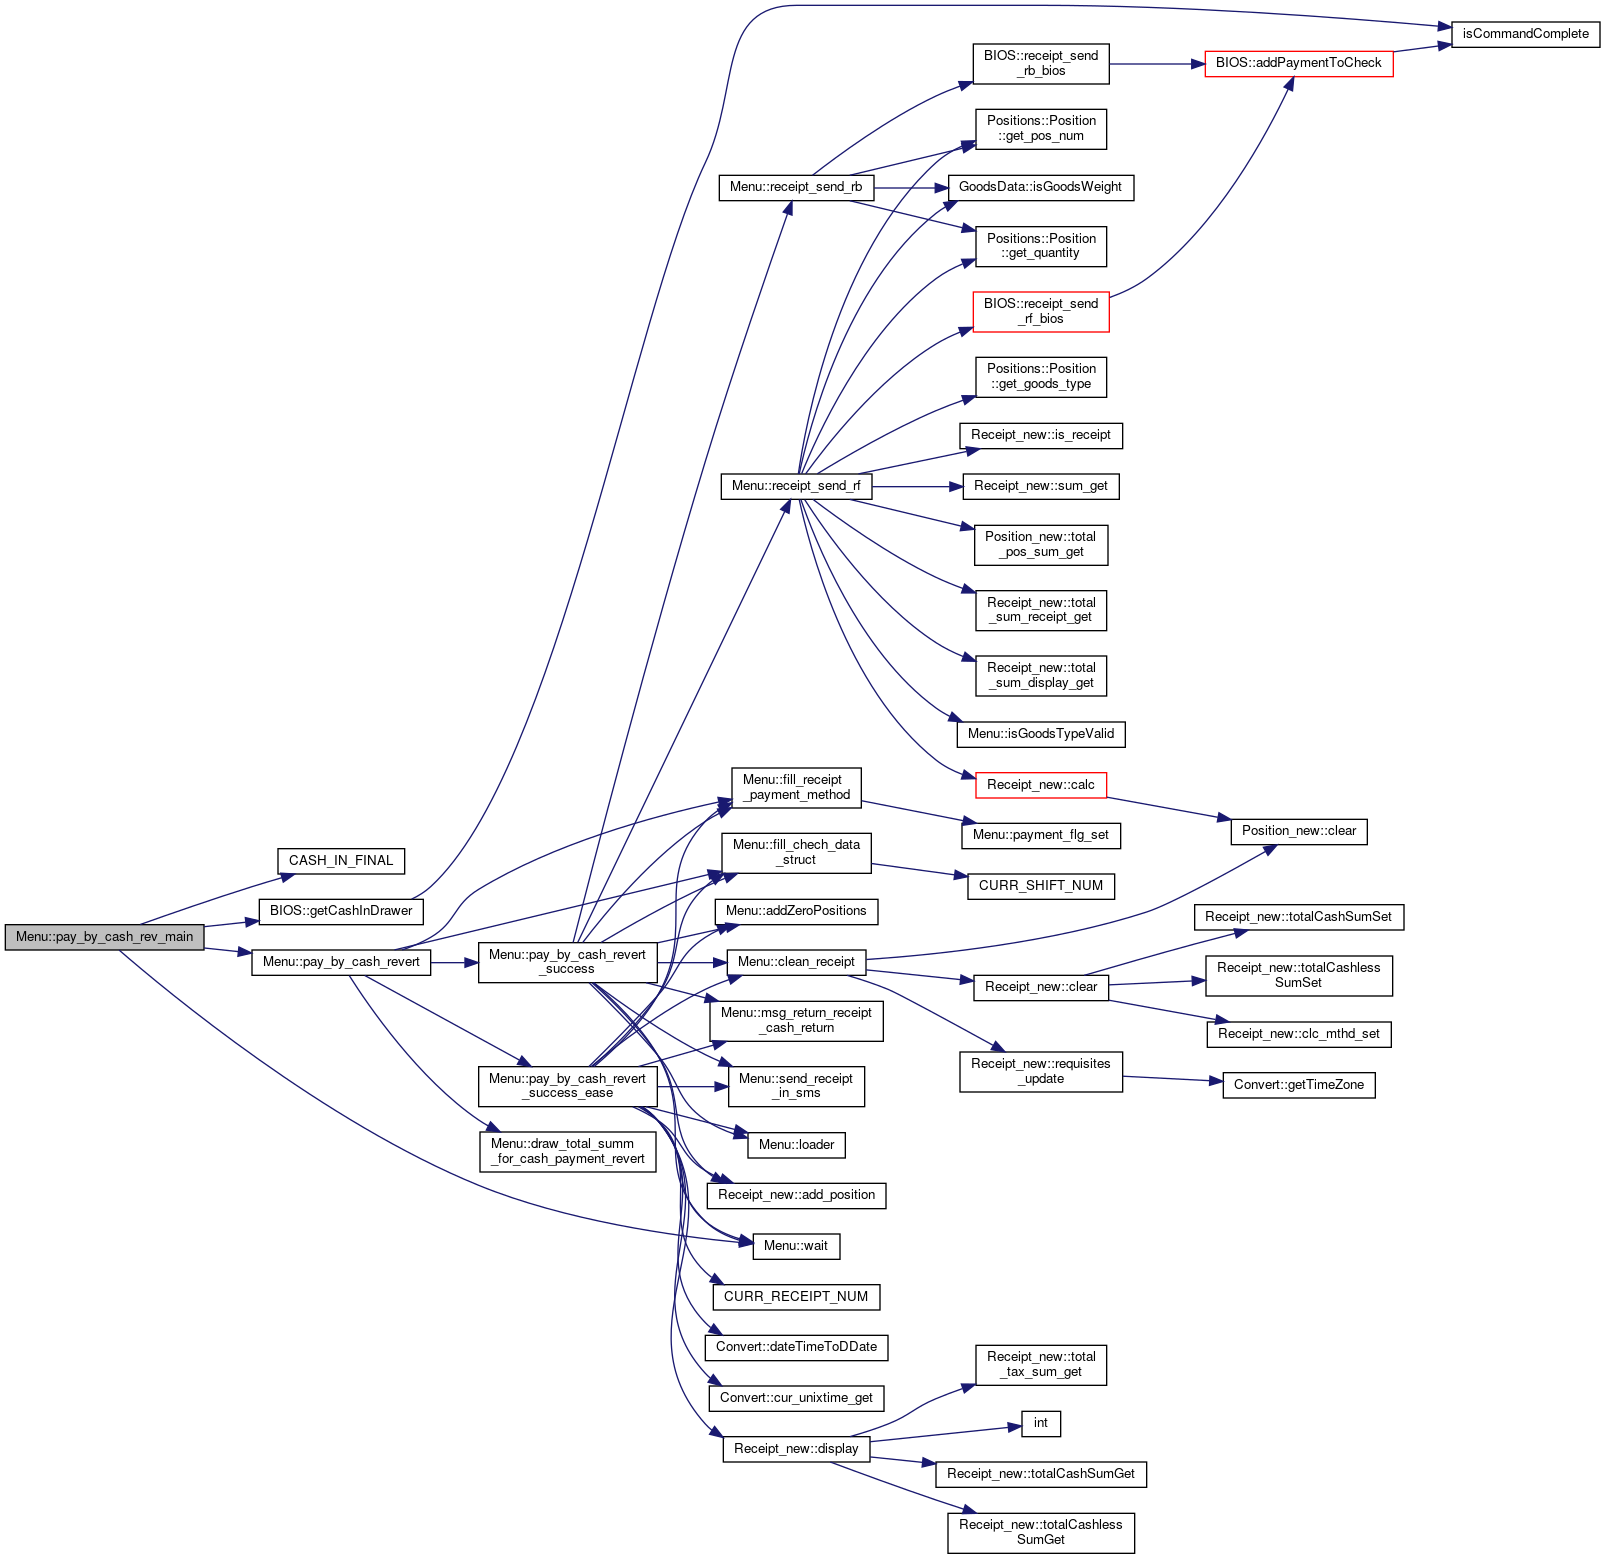 Menu::pay_by_cash_rev_main
CASH_IN_FINAL
BIOS::getCashInDrawer
Menu::pay_by_cash_revert
Menu::pay_by_cash_revert
_success
Menu::pay_by_cash_revert
_success_ease
Menu::draw_total_summ
_for_cash_payment_revert
Menu::receipt_send_rb
Menu::receipt_send_rf
Menu::fill_receipt
_payment_method
Menu::fill_chech_data
_struct
Menu::addZeroPositions
Menu::clean_receipt
Menu::msg_return_receipt
_cash_return
Menu::send_receipt
_in_sms
Menu::loader
Receipt_new::add_position
Menu::wait
CURR_RECEIPT_NUM
Convert::dateTimeToDDate
Convert::cur_unixtime_get
Receipt_new::display
BIOS::receipt_send
_rb_bios
Positions::Position
::get_pos_num
GoodsData::isGoodsWeight
Positions::Position
::get_quantity
BIOS::receipt_send
_rf_bios
Positions::Position
::get_goods_type
Receipt_new::is_receipt
Receipt_new::sum_get
Position_new::total
_pos_sum_get
Receipt_new::total
_sum_receipt_get
Receipt_new::total
_sum_display_get
Menu::isGoodsTypeValid
Receipt_new::calc
Menu::payment_flg_set
CURR_SHIFT_NUM
Receipt_new::clear
Receipt_new::requisites
_update
Receipt_new::total
_tax_sum_get
int
Receipt_new::totalCashSumGet
Receipt_new::totalCashless
SumGet
BIOS::addPaymentToCheck
Position_new::clear
Receipt_new::totalCashSumSet
Receipt_new::totalCashless
SumSet
Receipt_new::clc_mthd_set
Convert::getTimeZone
isCommandComplete